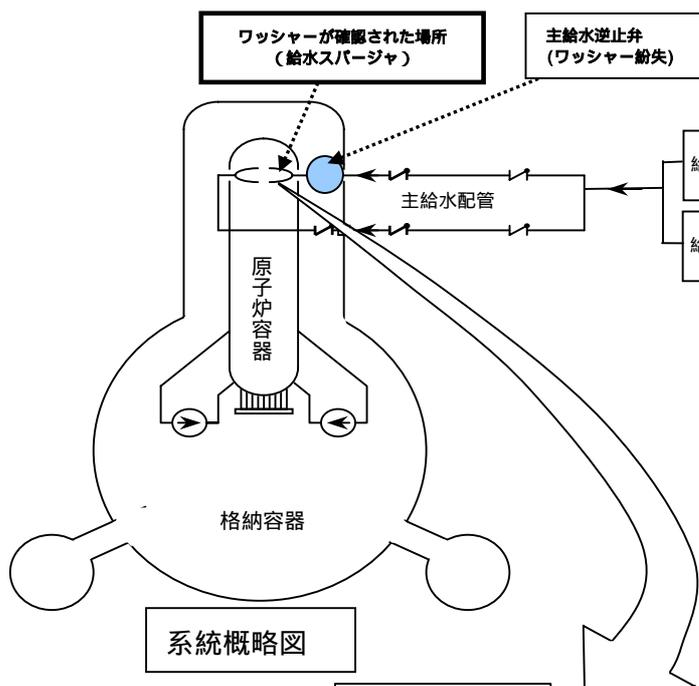 ワッシャーが確認された場所
(給水スパージャ)
主給水逆止弁
(ワッシャー紛失)
主給水配管
原子炉容器
格納容器
系統概略図
給
給